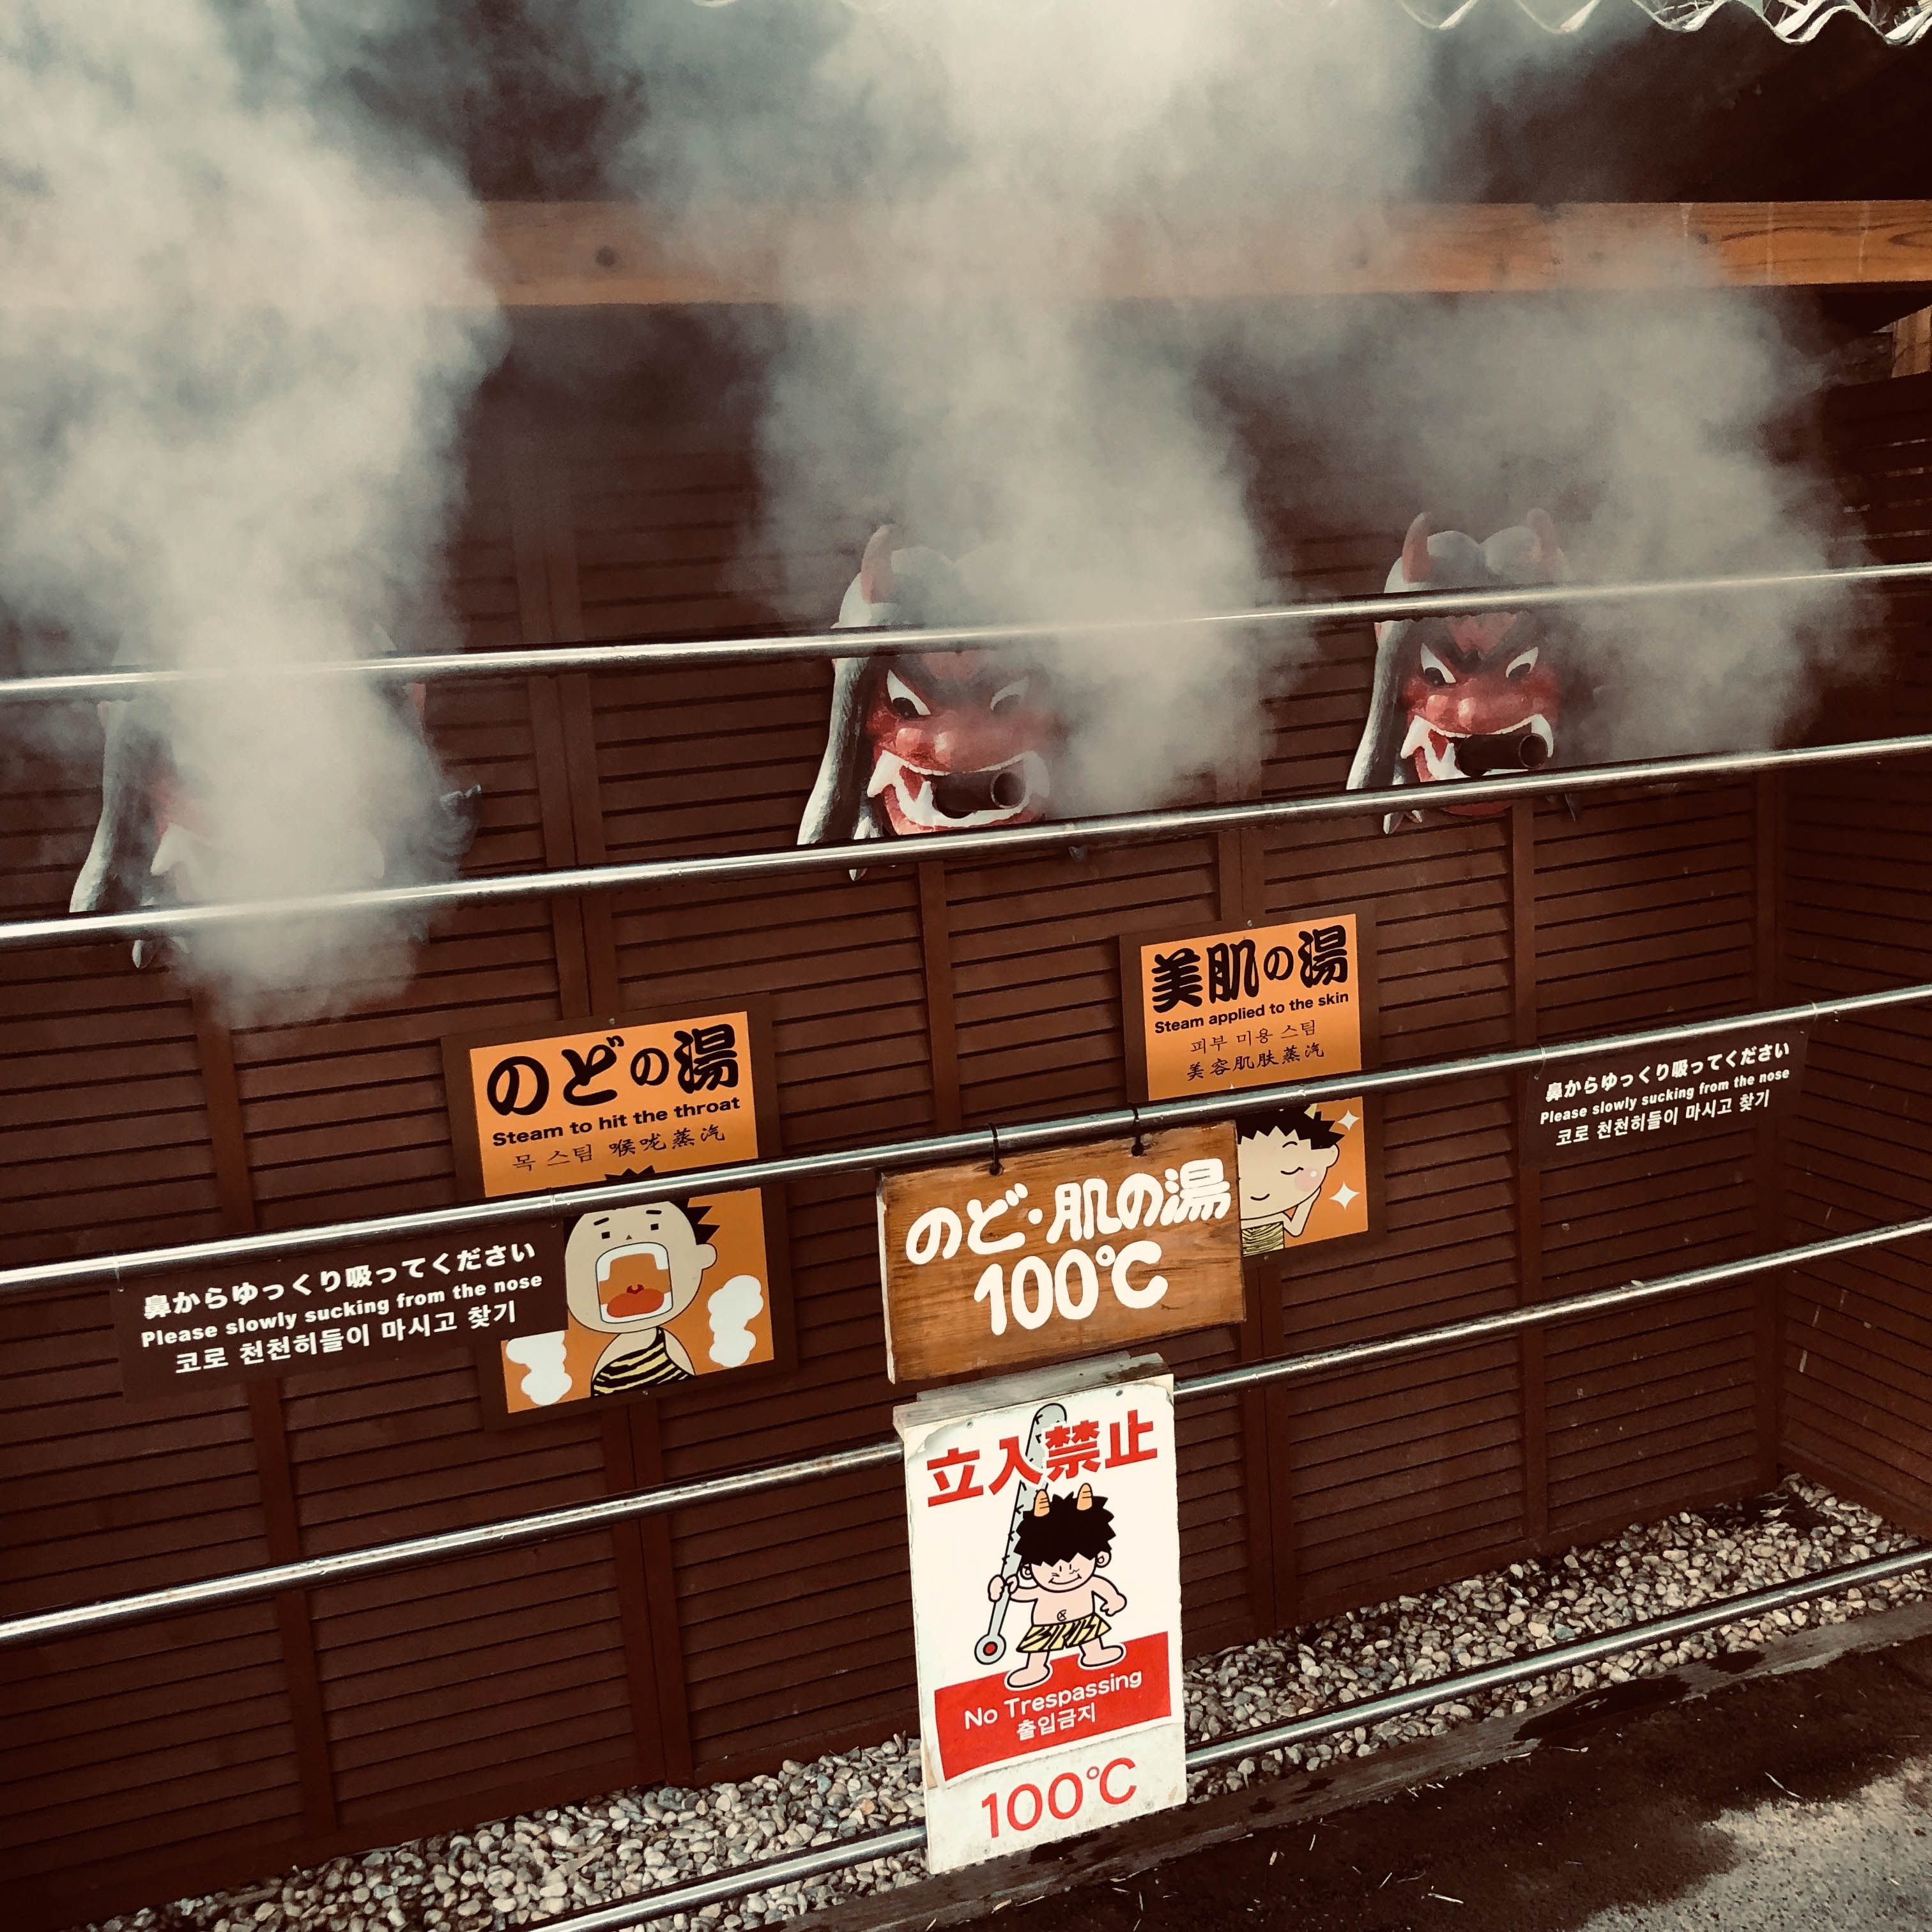 のどの湯
Steam to hit the throat
목 스팀 喉咙蒸汽
鼻からゆっくり吸ってください
Please slowly sucking from the nose
코로 천천히들이 마시고 찾기
美肌の湯
Steam applied to the skin
피부 미용 스팀
美容肌肤蒸汽
鼻からゆっくり吸ってください
Please slowly sucking from the nose
코로 천천히들이 마시고 찾기
のど・肌の湯
100℃
立入禁止
No Trespassing
출입금지
100℃